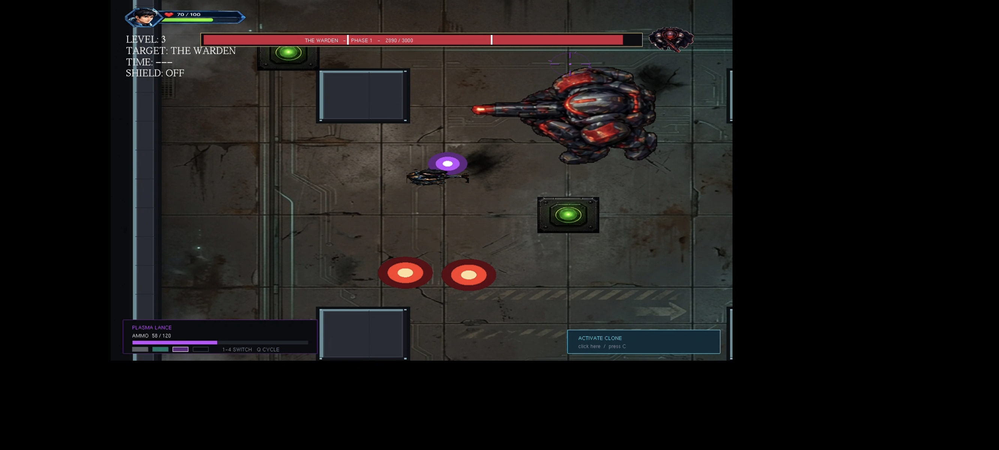 70 / 100
THE WARDEN - PHASE 1 - 2890 / 3000
LEVEL: 3
TARGET: THE WARDEN
TIME: ---
SHIELD: OFF
PLASMA LANCE
AMMO 58 / 120
1-4 SWITCH Q CYCLE
ACTIVATE CLONE
click here / press C